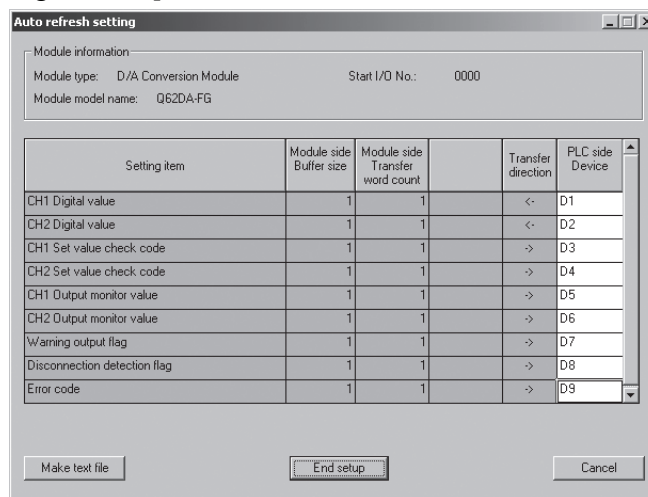 Auto refresh setting
Module information
Module type: D/A Conversion Module Start I/O No.: 0000
Module model name: Q62DA-FG
Setting item Module side Buffer size Module side Transfer word count Transfer direction PLC side Device
CH1 Digital value 1 1 <- D1
CH2 Digital value 1 1 <- D2
CH1 Set value check code 1 1 -> D3
CH2 Set value check code 1 1 -> D4
CH1 Output monitor value 1 1 -> D5
CH2 Output monitor value 1 1 -> D6
Warning output flag 1 1 -> D7
Disconnection detection flag 1 1 -> D8
Error code 1 1 -> D9
Make text file End setup Cancel